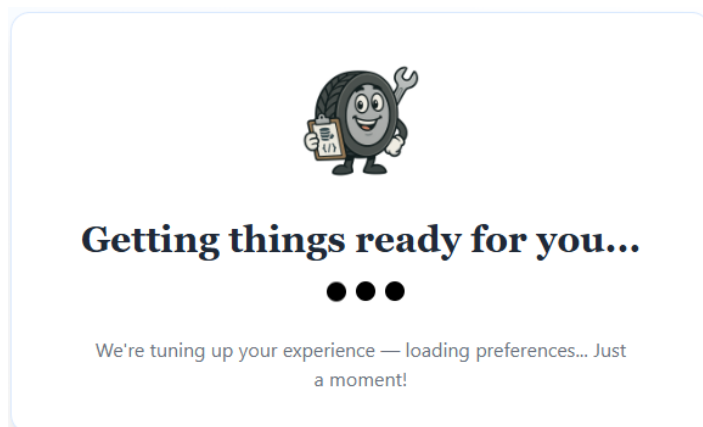 </>
Getting things ready for you...
We're tuning up your experience — loading preferences... Just
a moment!